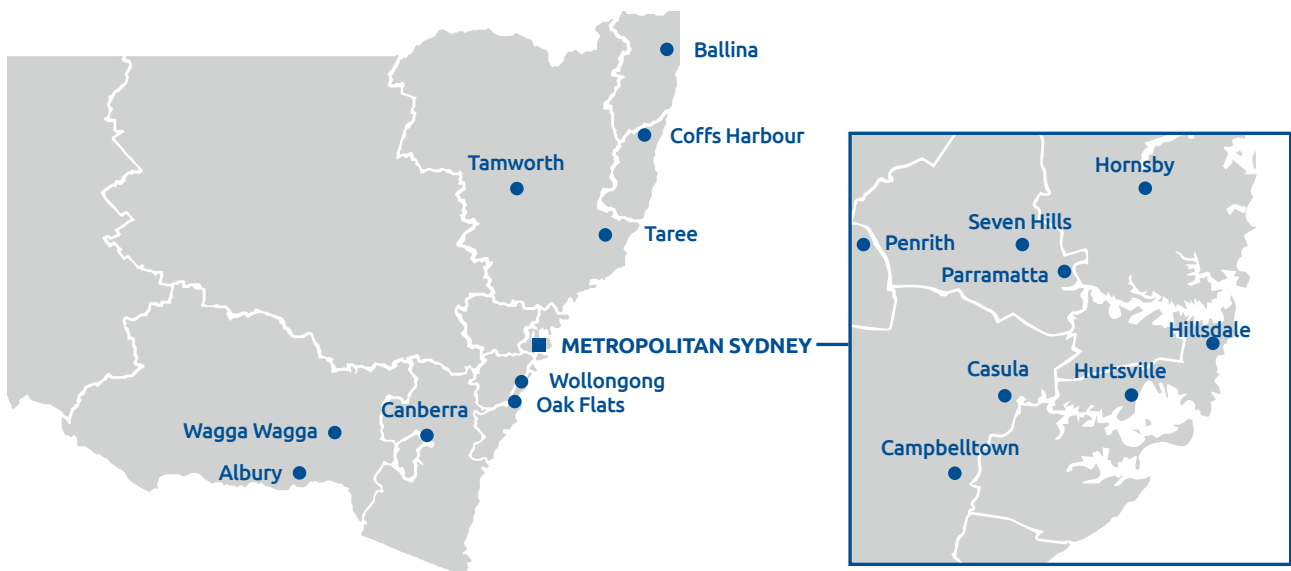 Ballina
Coffs Harbour
Tamworth
Taree
METROPOLITAN SYDNEY
Wollongong
Oak Flats
Canberra
Wagga Wagga
Albury
Hornsby
Seven Hills
Penrith
Parramatta
Hillsdale
Casula
Hurtsville
Campbelltown